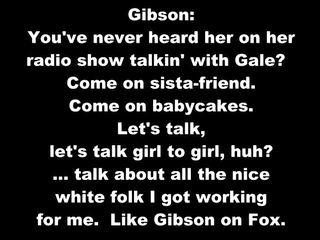 Gibson:
You've never heard her on her
radio show talkin' with Gale?
Come on sista-friend.
Come on babycakes.
Let's talk,
let's talk girl to girl, huh?
... talk about all the nice
white folk I got working
for me.  Like Gibson on Fox.